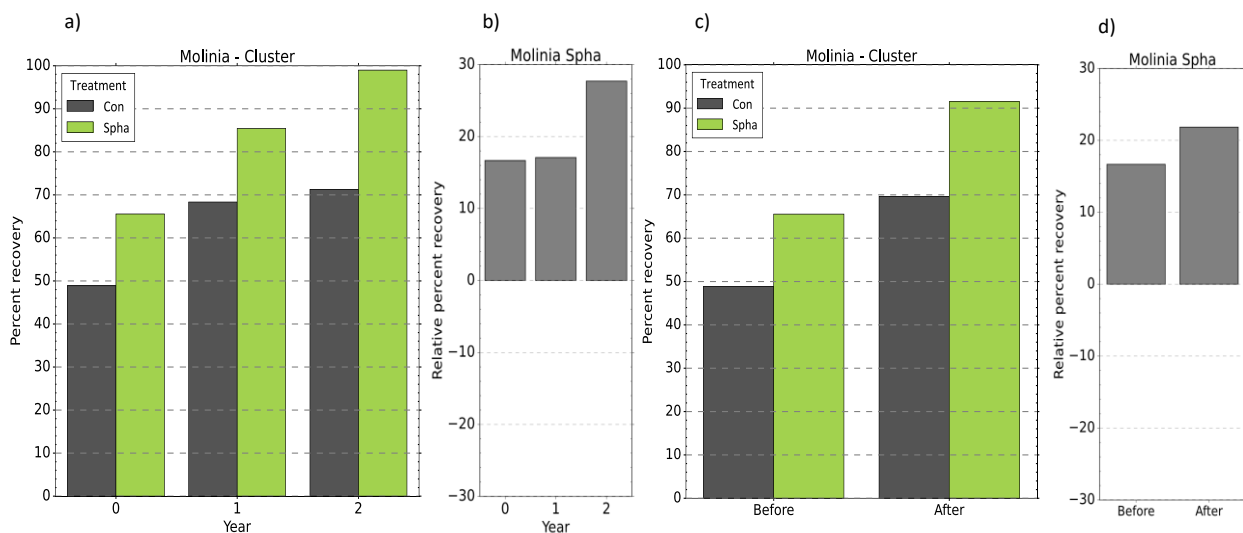 a)
Molinia - Cluster
Percent recovery
100
90
80
70
60
50
40
30
20
10
0
Treatment
Con
Spha
0 1 2
Year
b)
Molinia Spha
Relative percent recovery
30
20
10
0
−10
−20
−30
0 1 2
Year
c)
Molinia - Cluster
Percent recovery
100
90
80
70
60
50
40
30
20
10
0
Treatment
Con
Spha
Before After
d)
Molinia Spha
Relative percent recovery
30
20
10
0
−10
−20
−30
Before After